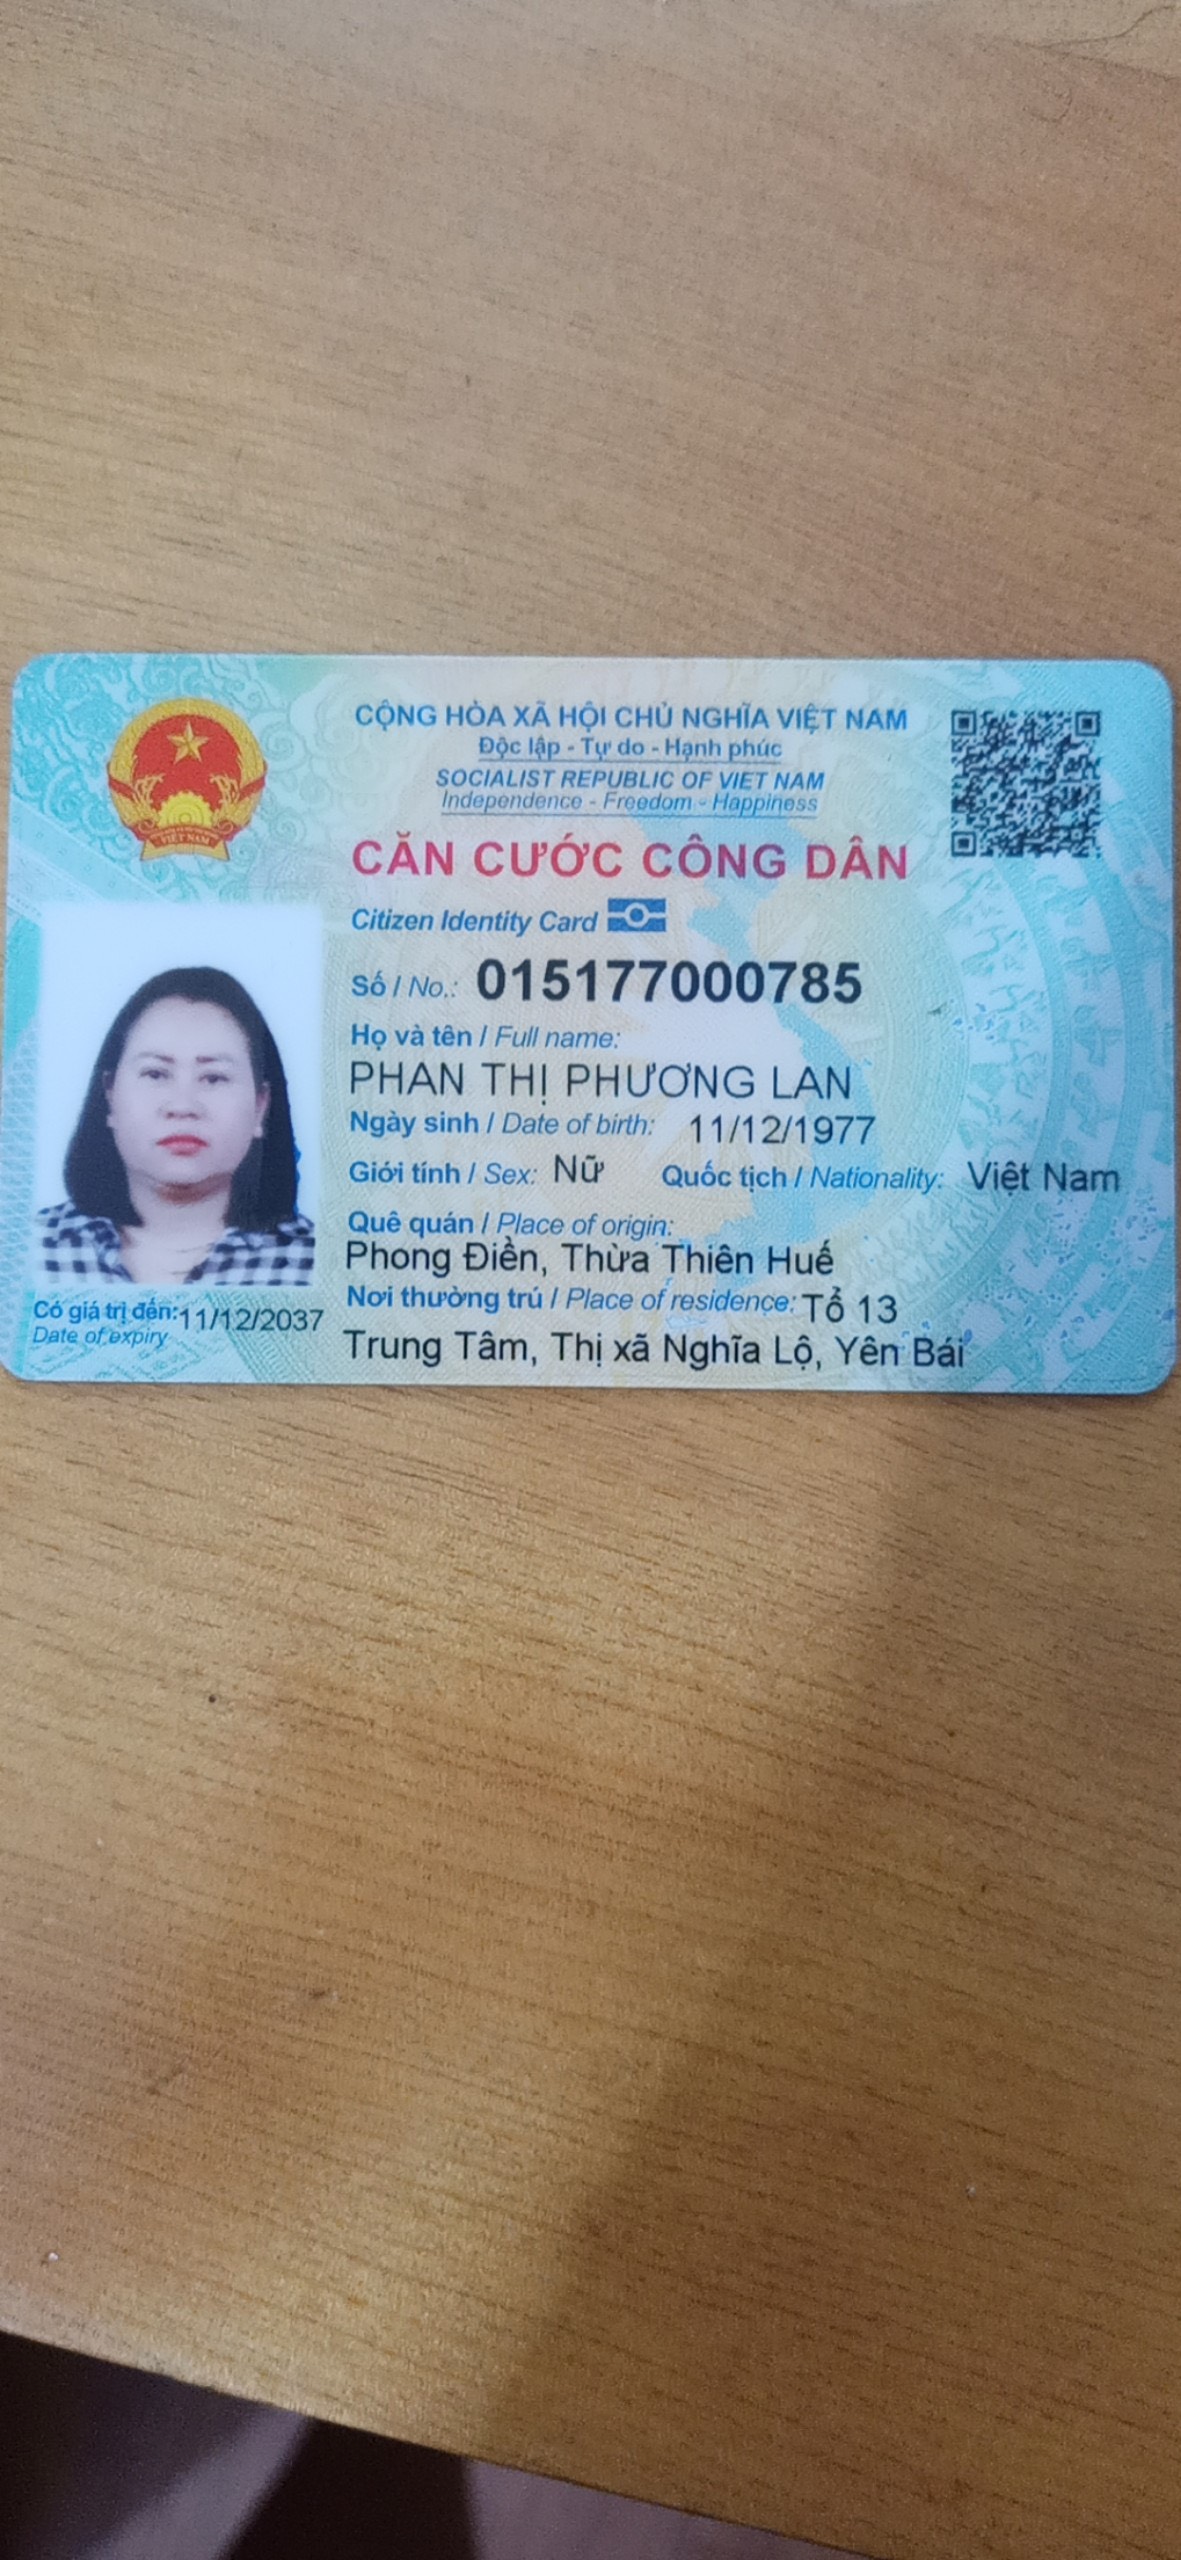 CỘNG HÒA XÃ HỘI CHỦ NGHĨA VIỆT NAM
Độc lập - Tự do - Hạnh phúc
SOCIALIST REPUBLIC OF VIET NAM
Independence - Freedom - Happiness
VIỆT NAM
CĂN CƯỚC CÔNG DÂN
Citizen Identity Card
Số / No.: 015177000785
Họ và tên / Full name:
PHAN THỊ PHƯƠNG LAN
Ngày sinh / Date of birth: 11/12/1977
Giới tính / Sex: Nữ Quốc tịch / Nationality: Việt Nam
Quê quán / Place of origin:
Phong Điền, Thừa Thiên Huế
Nơi thường trú / Place of residence: Tổ 13
Trung Tâm, Thị xã Nghĩa Lộ, Yên Bái
Có giá trị đến: 11/12/2037
Date of expiry